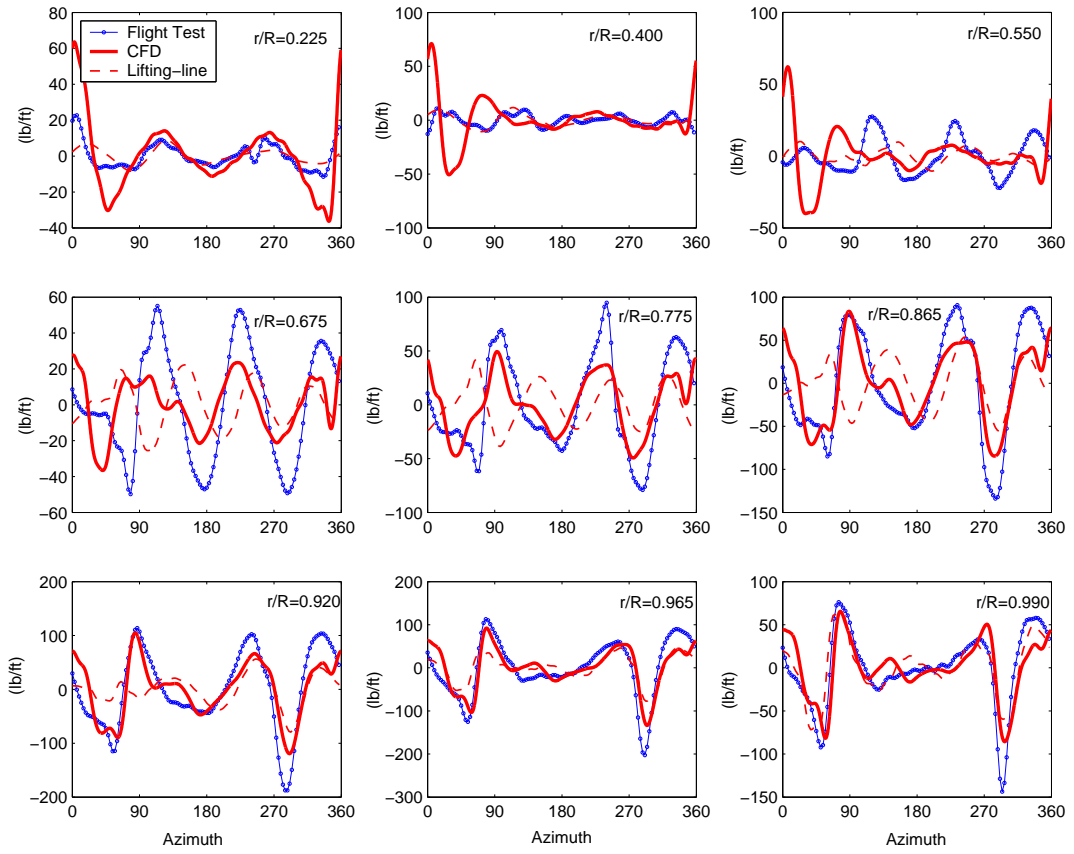 80
60
40
20
0
−20
−40
(lb/ft)
0 90 180 270 360
Flight Test
CFD
Lifting−line
r/R=0.225
100
50
0
−50
−100
(lb/ft)
0 90 180 270 360
r/R=0.400
100
50
0
−50
(lb/ft)
0 90 180 270 360
r/R=0.550
60
40
20
0
−20
−40
−60
(lb/ft)
0 90 180 270 360
r/R=0.675
100
50
0
−50
−100
(lb/ft)
0 90 180 270 360
r/R=0.775
100
50
0
−50
−100
−150
(lb/ft)
0 90 180 270 360
r/R=0.865
200
100
0
−100
−200
(lb/ft)
0 90 180 270 360
Azimuth
r/R=0.920
200
100
0
−100
−200
−300
(lb/ft)
0 90 180 270 360
Azimuth
r/R=0.965
100
50
0
−50
−100
−150
(lb/ft)
0 90 180 270 360
Azimuth
r/R=0.990